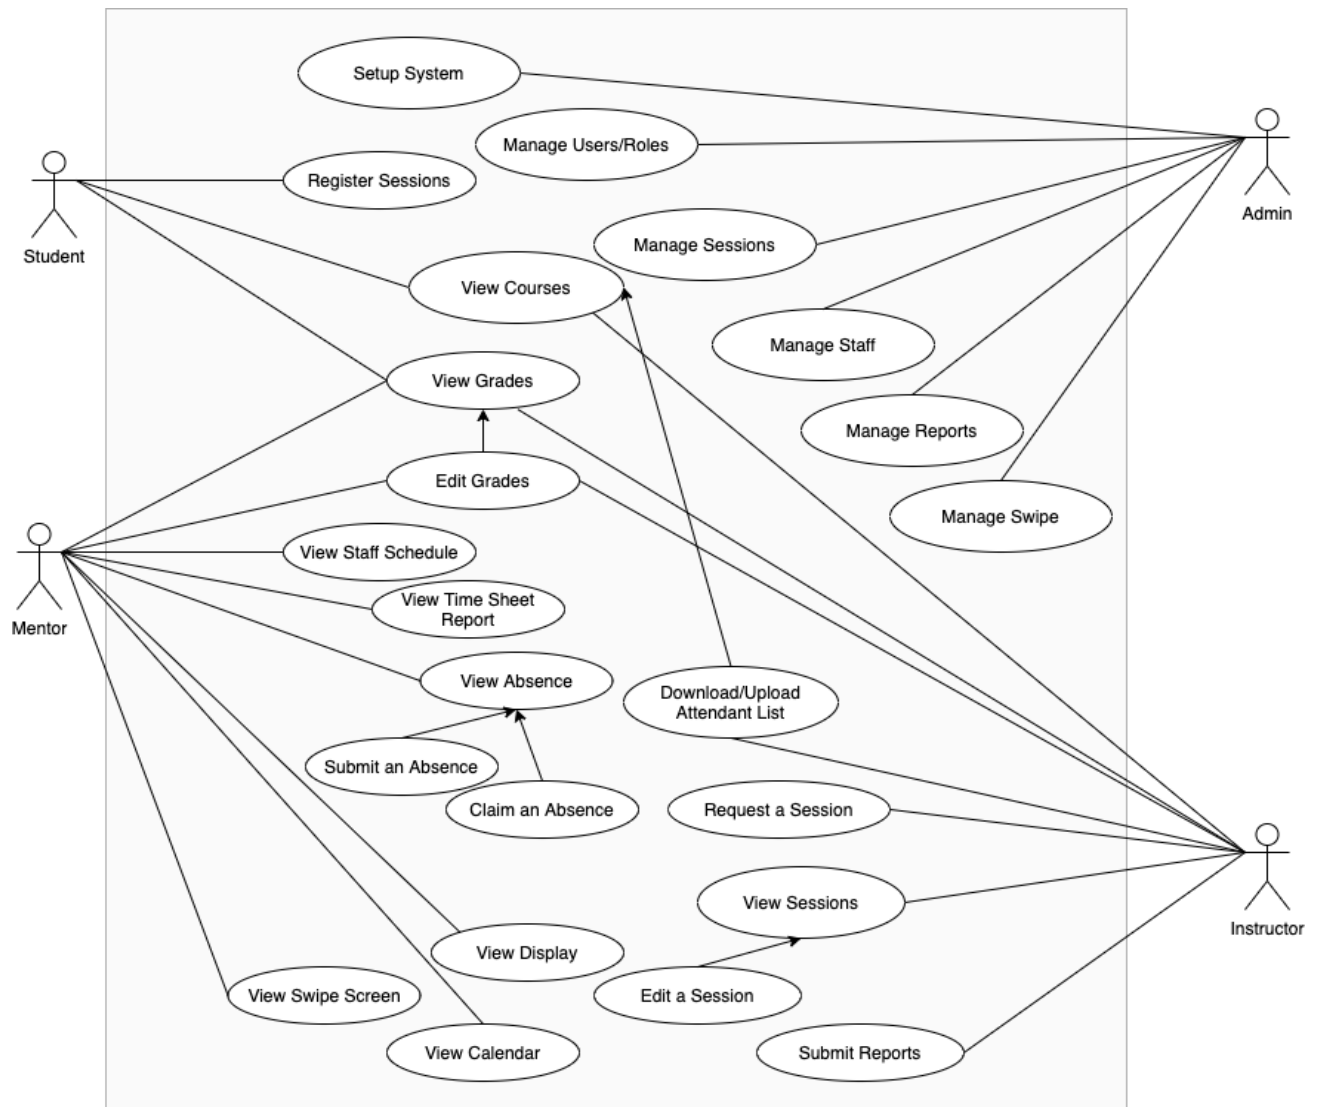 Setup System
Manage Users/Roles
Register Sessions
Student
Admin
Manage Sessions
View Courses
Manage Staff
View Grades
Manage Reports
Edit Grades
Manage Swipe
View Staff Schedule
Mentor
View Time Sheet
Report
View Absence
Download/Upload
Attendant List
Submit an Absence
Claim an Absence
Request a Session
View Sessions
Instructor
View Display
View Swipe Screen
Edit a Session
View Calendar
Submit Reports